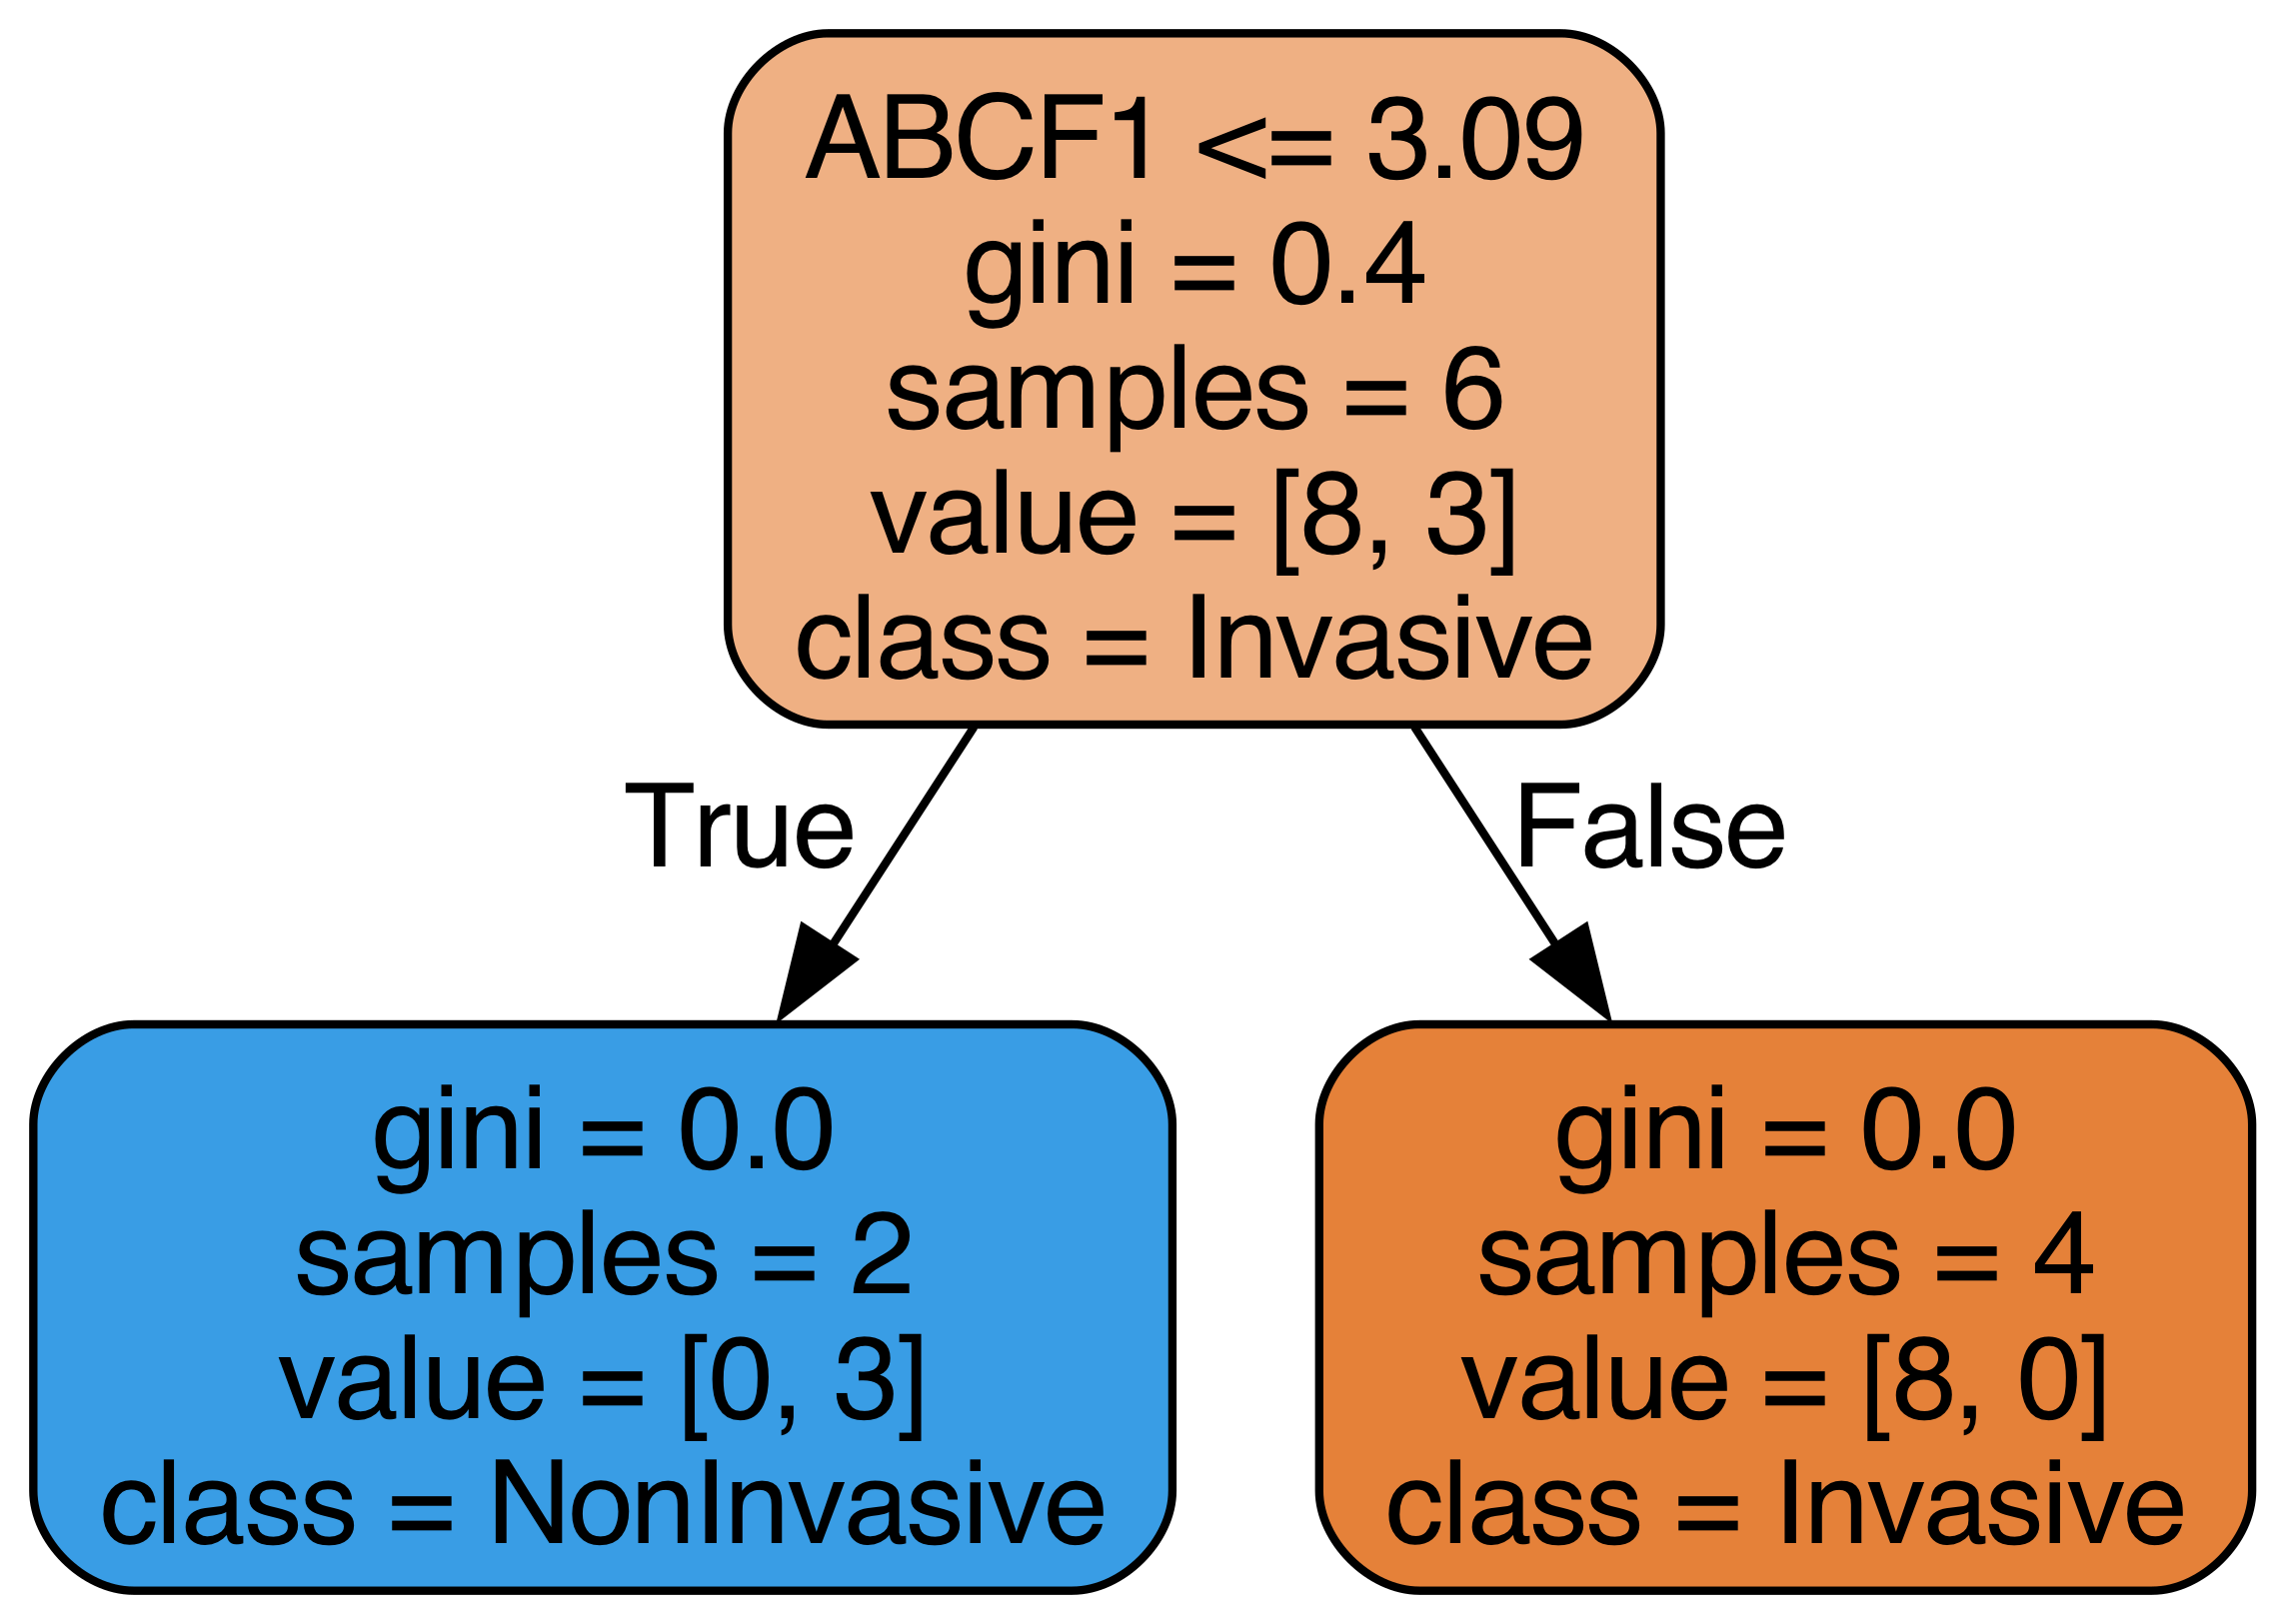 ABCF1 <= 3.09
gini = 0.4
samples = 6
value = [8, 3]
class = Invasive
True
False
gini = 0.0
samples = 2
value = [0, 3]
class = NonInvasive
gini = 0.0
samples = 4
value = [8, 0]
class = Invasive